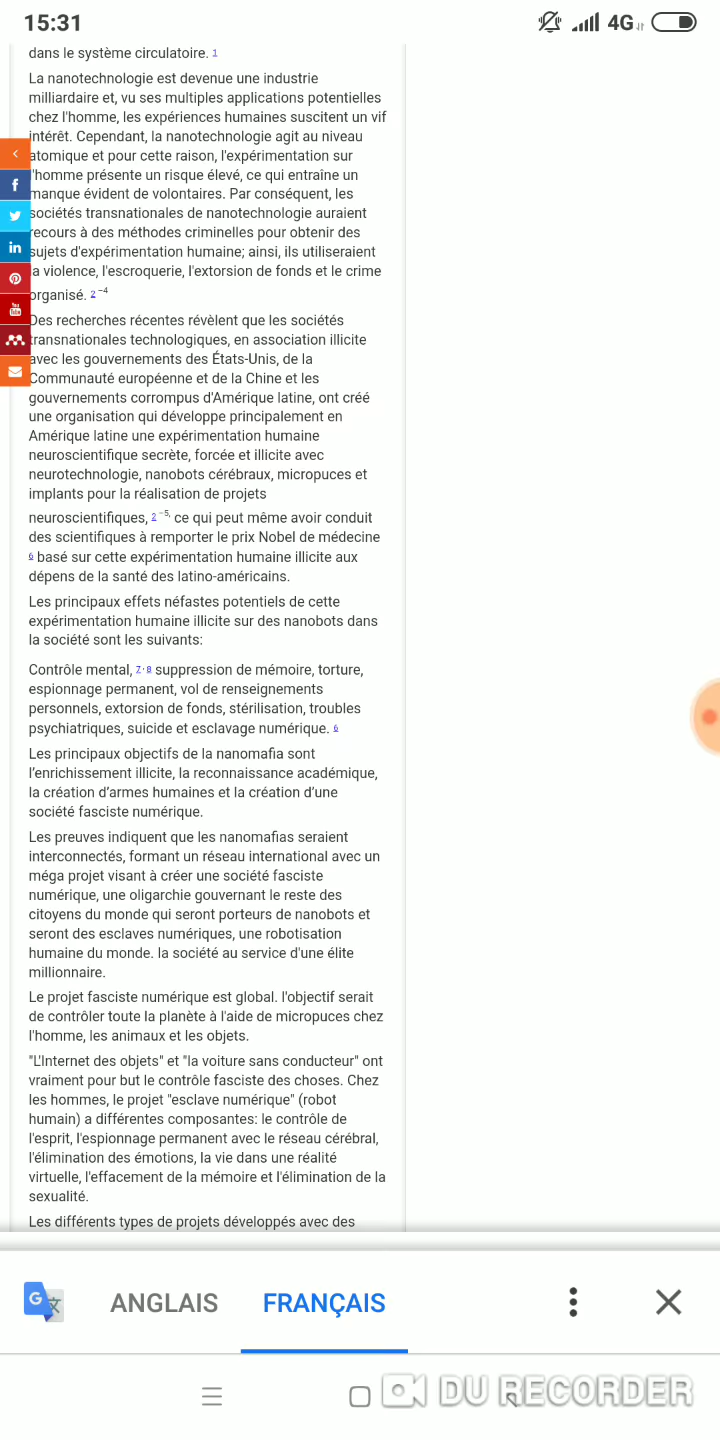 15:31
4G
dans le système circulatoire. 1
La nanotechnologie est devenue une industrie
milliardaire et, vu ses multiples applications potentielles
chez l'homme, les expériences humaines suscitent un vif
intérêt. Cependant, la nanotechnologie agit au niveau
atomique et pour cette raison, l'expérimentation sur
'homme présente un risque élevé, ce qui entraîne un
manque évident de volontaires. Par conséquent, les
sociétés transnationales de nanotechnologie auraient
recours à des méthodes criminelles pour obtenir des
sujets d'expérimentation humaine; ainsi, ils utiliseraient
a violence, l'escroquerie, l'extorsion de fonds et le crime
organisé. 2 −4
Des recherches récentes révèlent que les sociétés
transnationales technologiques, en association illicite
avec les gouvernements des États-Unis, de la
Communauté européenne et de la Chine et les
gouvernements corrompus d'Amérique latine, ont créé
une organisation qui développe principalement en
Amérique latine une expérimentation humaine
neuroscientifique secrète, forcée et illicite avec
neurotechnologie, nanobots cérébraux, micropuces et
implants pour la réalisation de projets
neuroscientifiques, 2 −5, ce qui peut même avoir conduit
des scientifiques à remporter le prix Nobel de médecine
6 basé sur cette expérimentation humaine illicite aux
dépens de la santé des latino-américains.
Les principaux effets néfastes potentiels de cette
expérimentation humaine illicite sur des nanobots dans
la société sont les suivants:
Contrôle mental, 7 · 8 suppression de mémoire, torture,
espionnage permanent, vol de renseignements
personnels, extorsion de fonds, stérilisation, troubles
psychiatriques, suicide et esclavage numérique. 6
Les principaux objectifs de la nanomafia sont
l’enrichissement illicite, la reconnaissance académique,
la création d’armes humaines et la création d’une
société fasciste numérique.
Les preuves indiquent que les nanomafias seraient
interconnectés, formant un réseau international avec un
méga projet visant à créer une société fasciste
numérique, une oligarchie gouvernant le reste des
citoyens du monde qui seront porteurs de nanobots et
seront des esclaves numériques, une robotisation
humaine du monde. la société au service d'une élite
millionnaire.
Le projet fasciste numérique est global. l'objectif serait
de contrôler toute la planète à l'aide de micropuces chez
l'homme, les animaux et les objets.
"L'Internet des objets" et "la voiture sans conducteur" ont
vraiment pour but le contrôle fasciste des choses. Chez
les hommes, le projet "esclave numérique" (robot
humain) a différentes composantes: le contrôle de
l'esprit, l'espionnage permanent avec le réseau cérébral,
l'élimination des émotions, la vie dans une réalité
virtuelle, l'effacement de la mémoire et l'élimination de la
sexualité.
Les différents types de projets développés avec des
ANGLAIS FRANÇAIS
DU RECORDER